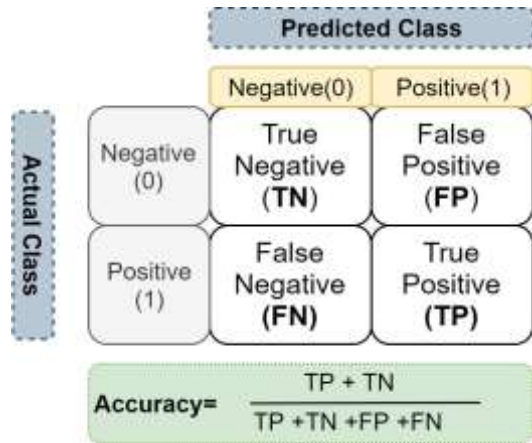 Predicted Class
Negative(0) Positive(1)
Actual Class
Negative
(0)
True
Negative
(TN)
False
Positive
(FP)
Positive
(1)
False
Negative
(FN)
True
Positive
(TP)
Accuracy=
TP + TN
TP +TN +FP +FN